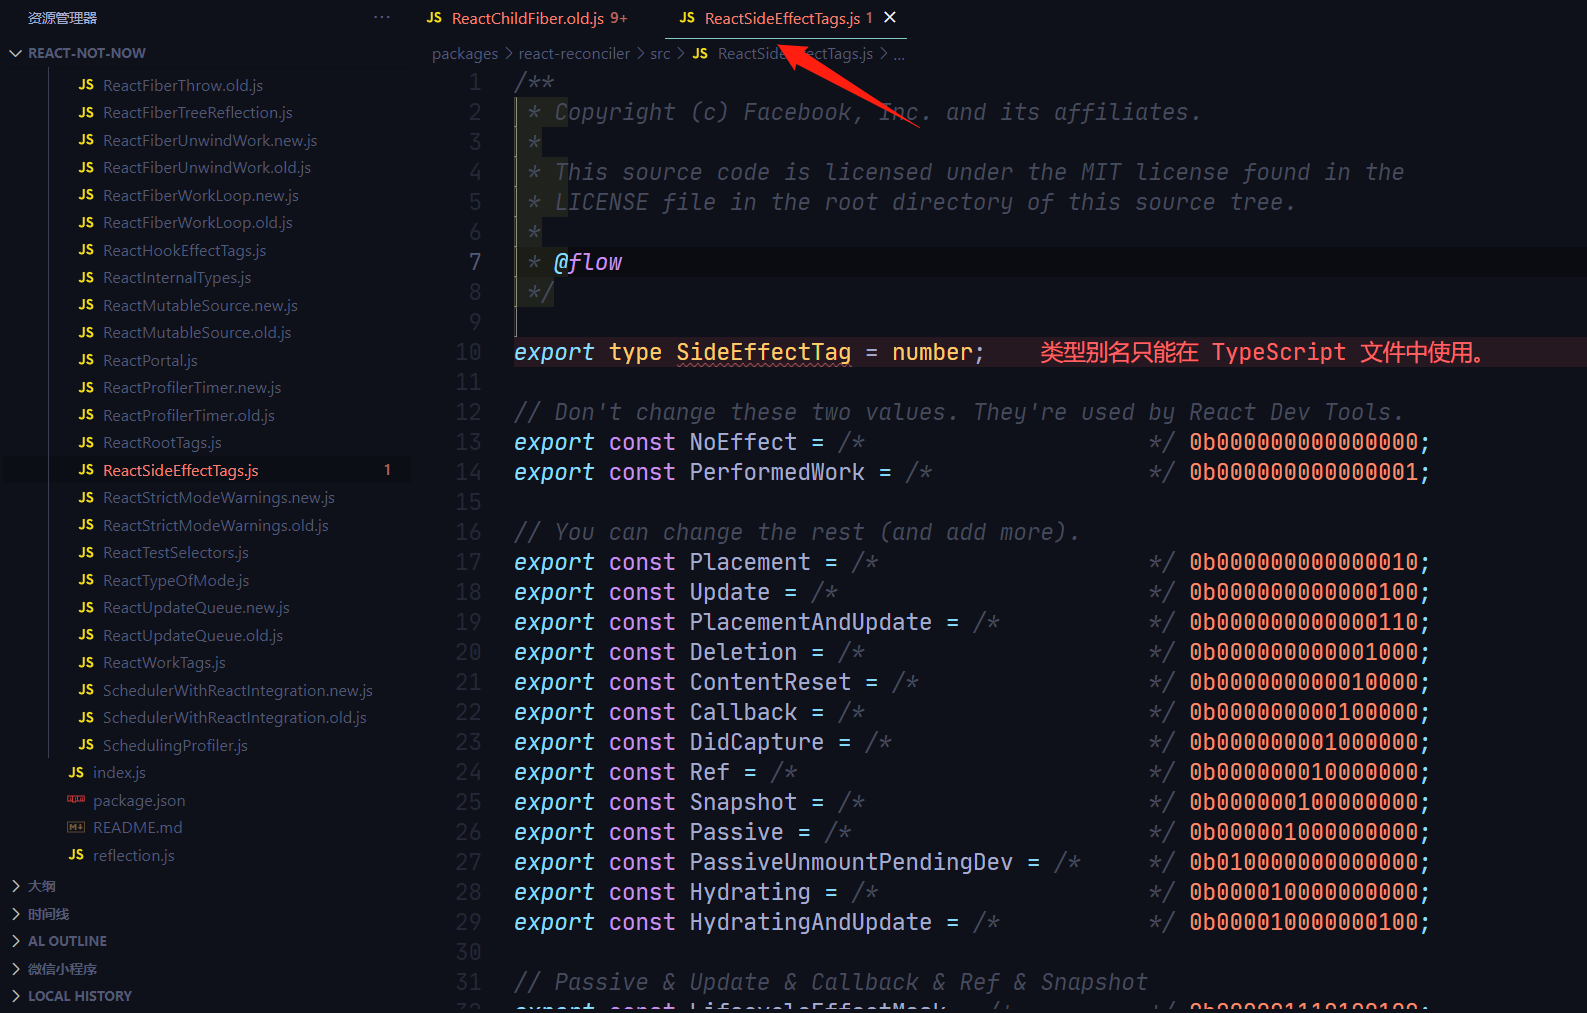 资源管理器 ...
REACT-NOT-NOW
JS ReactFiberThrow.old.js
JS ReactFiberTreeReflection.js
JS ReactFiberUnwindWork.new.js
JS ReactFiberUnwindWork.old.js
JS ReactFiberWorkLoop.new.js
JS ReactFiberWorkLoop.old.js
JS ReactHookEffectTags.js
JS ReactInternalTypes.js
JS ReactMutableSource.new.js
JS ReactMutableSource.old.js
JS ReactPortal.js
JS ReactProfilerTimer.new.js
JS ReactProfilerTimer.old.js
JS ReactRootTags.js
JS ReactSideEffectTags.js 1
JS ReactStrictModeWarnings.new.js
JS ReactStrictModeWarnings.old.js
JS ReactTestSelectors.js
JS ReactTypeOfMode.js
JS ReactUpdateQueue.new.js
JS ReactUpdateQueue.old.js
JS ReactWorkTags.js
JS SchedulerWithReactIntegration.new.js
JS SchedulerWithReactIntegration.old.js
JS SchedulingProfiler.js
JS index.js
package.json
README.md
JS reflection.js
大纲
时间线
AL OUTLINE
微信小程序
LOCAL HISTORY
JS ReactChildFiber.old.js 9+ JS ReactSideEffectTags.js 1
packages > react-reconciler > src > JS ReactSideEffectTags.js > ...
1 /**
2 * Copyright (c) Facebook, Inc. and its affiliates.
3 *
4 * This source code is licensed under the MIT license found in the
5 * LICENSE file in the root directory of this source tree.
6 *
7 * @flow
8 */
9
10 export type SideEffectTag = number; 类型别名只能在 TypeScript 文件中使用。
11
12 // Don't change these two values. They're used by React Dev Tools.
13 export const NoEffect = /* */ 0b000000000000000;
14 export const PerformedWork = /* */ 0b000000000000001;
15
16 // You can change the rest (and add more).
17 export const Placement = /* */ 0b000000000000010;
18 export const Update = /* */ 0b000000000000100;
19 export const PlacementAndUpdate = /* */ 0b000000000000110;
20 export const Deletion = /* */ 0b000000000001000;
21 export const ContentReset = /* */ 0b000000000010000;
22 export const Callback = /* */ 0b000000000100000;
23 export const DidCapture = /* */ 0b000000001000000;
24 export const Ref = /* */ 0b000000010000000;
25 export const Snapshot = /* */ 0b000000100000000;
26 export const Passive = /* */ 0b000001000000000;
27 export const PassiveUnmountPendingDev = /* */ 0b010000000000000;
28 export const Hydrating = /* */ 0b000010000000000;
29 export const HydratingAndUpdate = /* */ 0b000010000000100;
30
31 // Passive & Update & Callback & Ref & Snapshot
32 export const LifecycleEffectMask = /* */ 0b000001110100100;